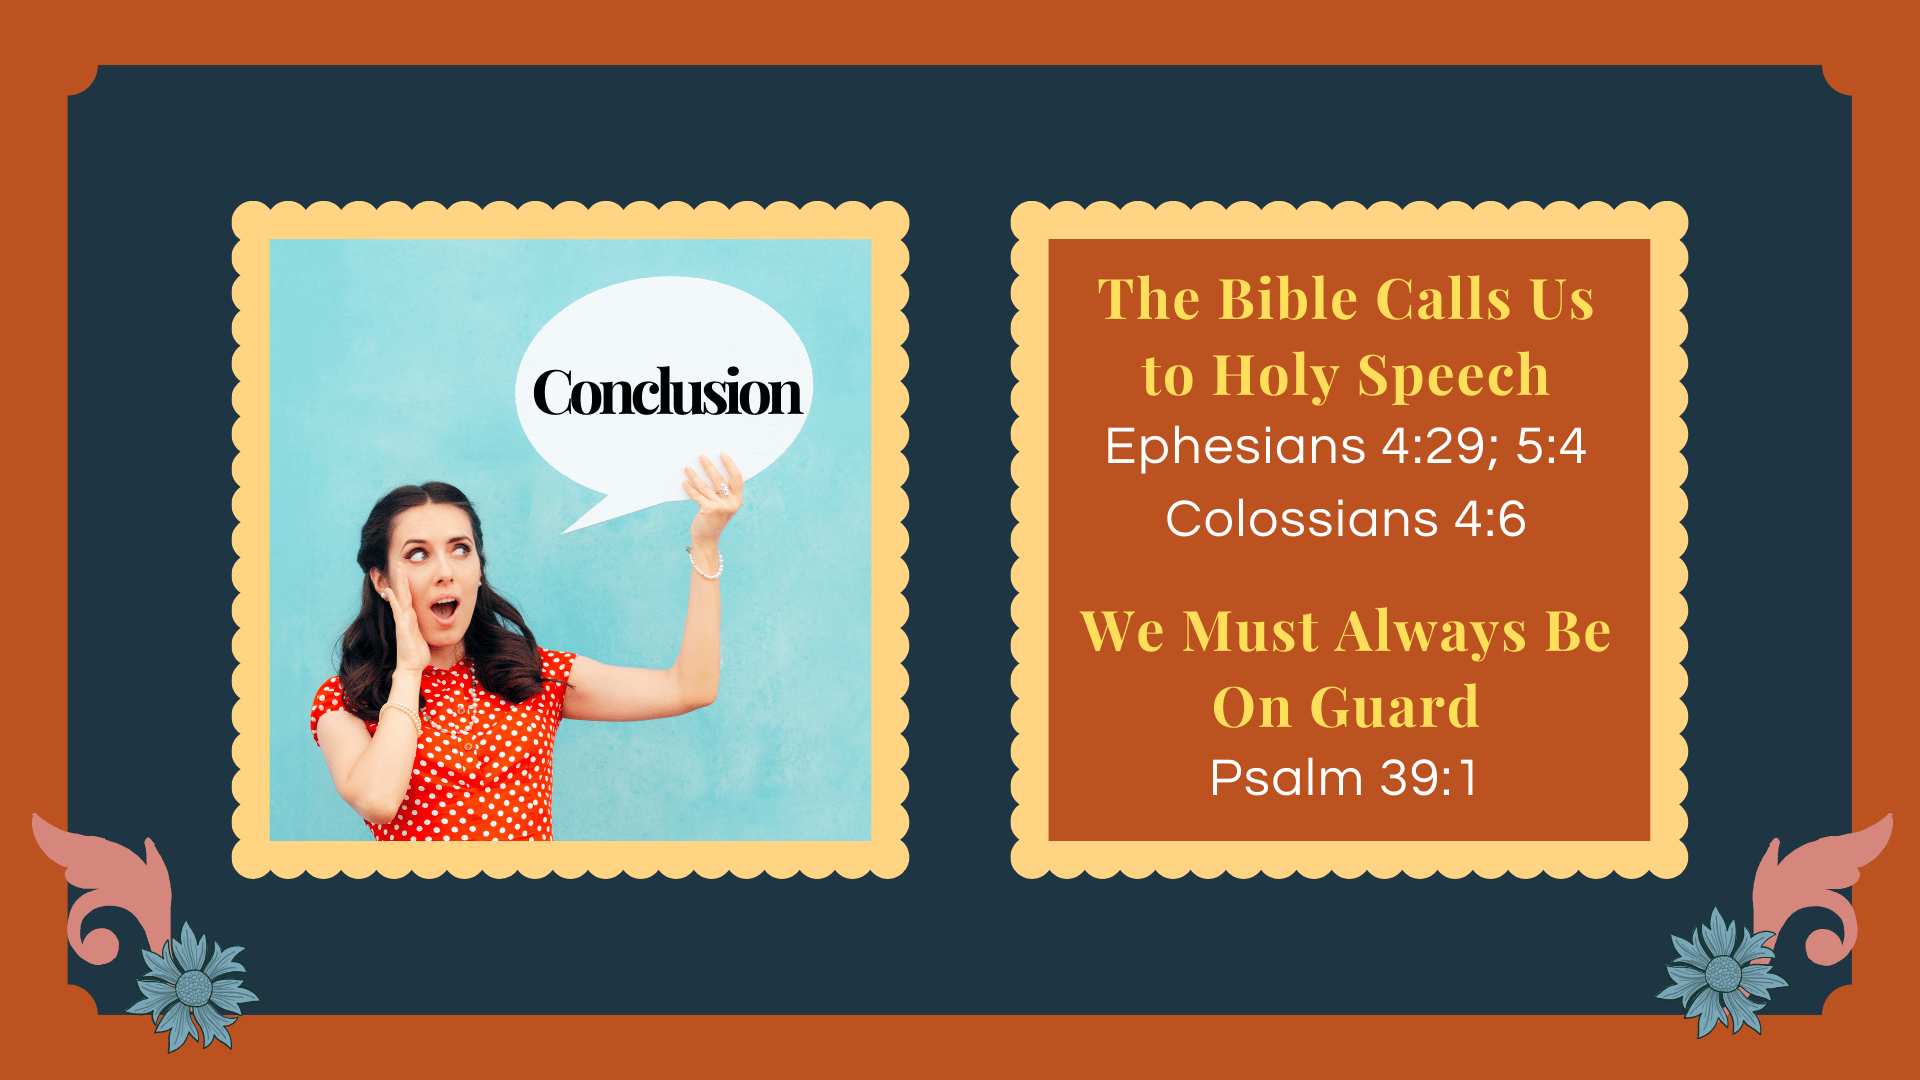 Conclusion
The Bible Calls Us
to Holy Speech
Ephesians 4:29; 5:4
Colossians 4:6
We Must Always Be
On Guard
Psalm 39:1